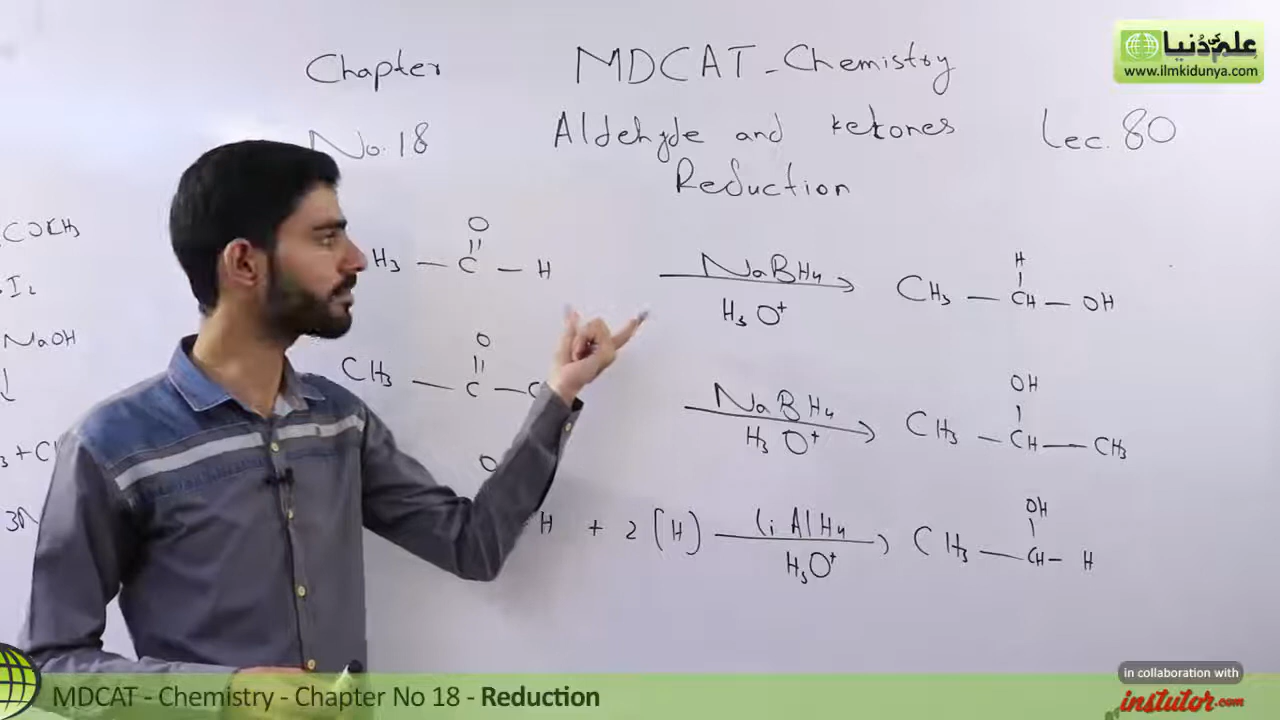 علم کی دُنیا
www.ilmkidunya.com
Chapter
No. 18
MDCAT - Chemistry
Aldehyde and ketones
Reduction
Lec. 80
I2
NaOH
O
H3 — C — H
NaBH4
H3O+
H
CH3 — CH — OH
O
CH3 — C — C
NaBH4
H3O+
OH
CH3 — CH — CH3
O
H + 2 [H]
LiAlH4
H3O+
OH
CH3 — CH — H
MDCAT - Chemistry - Chapter No 18 - Reduction
in collaboration with
instutor.com